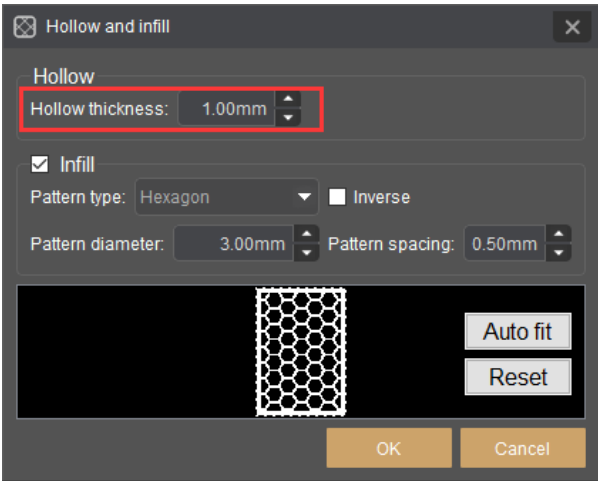 Hollow and infill
Hollow
Hollow thickness: 1.00mm
Infill
Pattern type: Hexagon Inverse
Pattern diameter: 3.00mm Pattern spacing: 0.50mm
Auto fit
Reset
OK Cancel